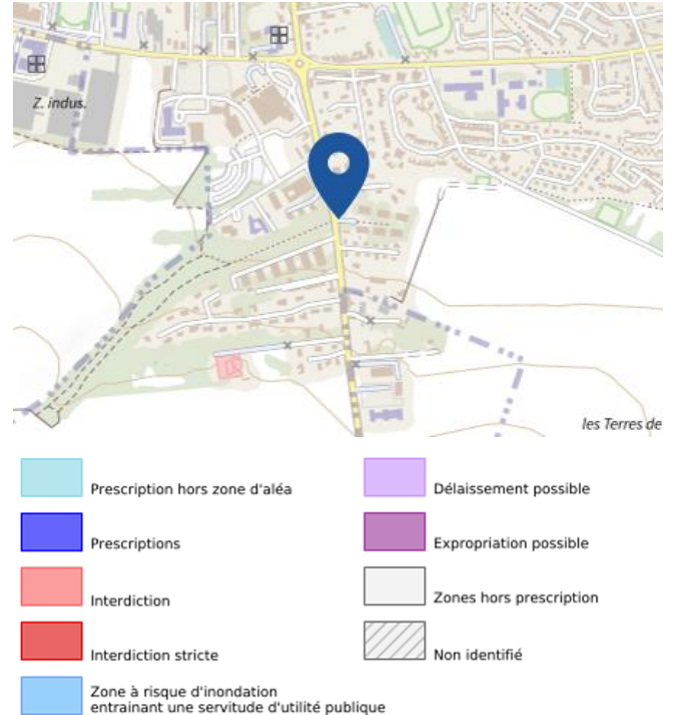 Z. indus.
les Terres de
Prescription hors zone d'aléa
Prescriptions
Interdiction
Interdiction stricte
Zone à risque d'inondation
entrainant une servitude d'utilité publique
Délaissement possible
Expropriation possible
Zones hors prescription
Non identifié